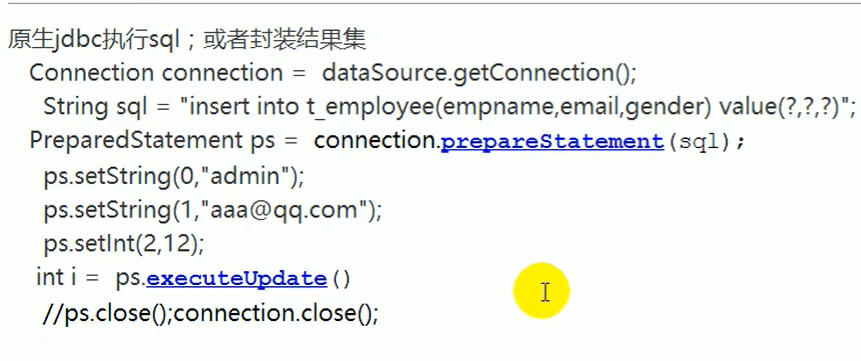 原生jdbc执行sql；或者封装结果集
Connection connection = dataSource.getConnection();
String sql = "insert into t_employee(empname,email,gender) value(?,?,?)";
PreparedStatement ps = connection.prepareStatement(sql);
ps.setString(0,"admin");
ps.setString(1,"aaa@qq.com");
ps.setInt(2,12);
int i = ps.executeUpdate()
//ps.close();connection.close();